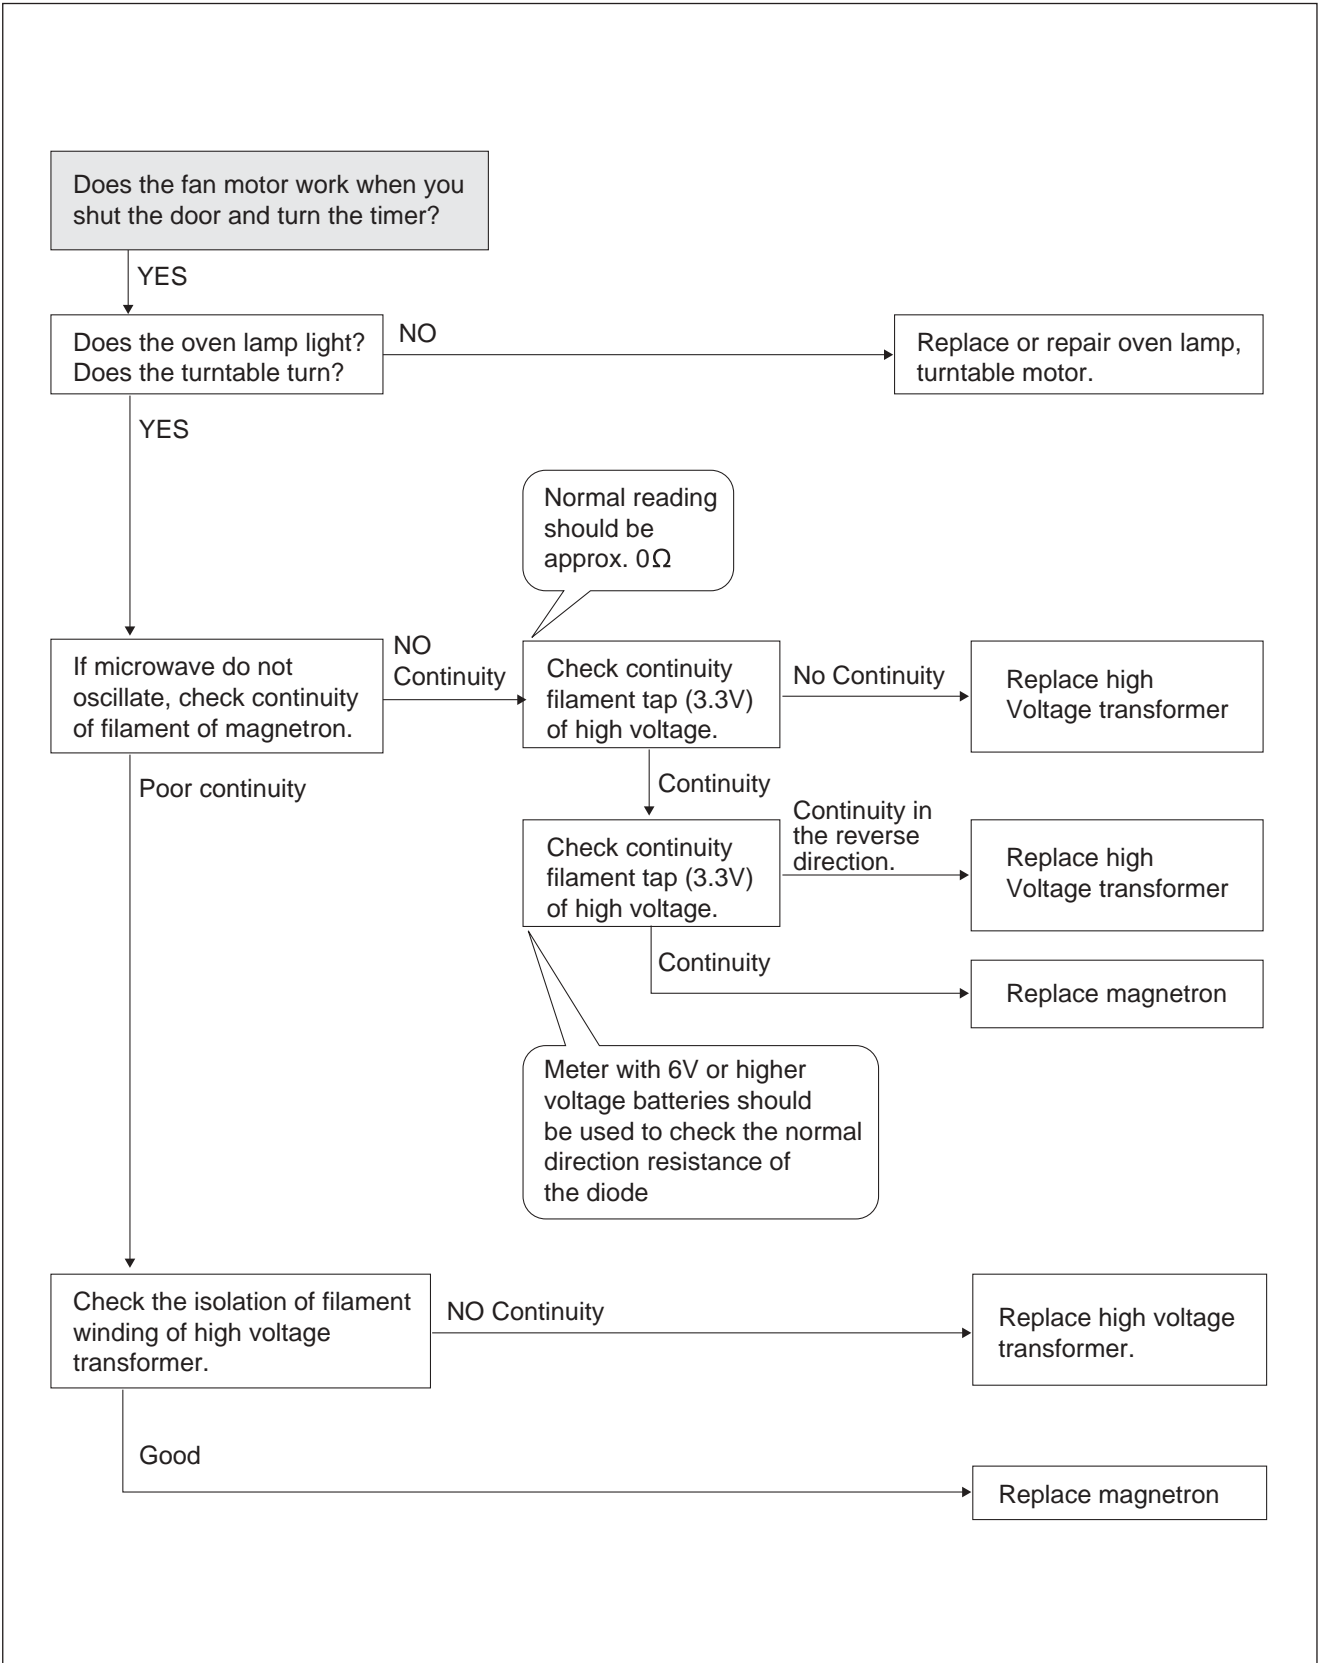 Does the fan motor work when you
shut the door and turn the timer?
YES
Does the oven lamp light?
Does the turntable turn?
NO
Replace or repair oven lamp,
turntable motor.
YES
Normal reading
should be
approx. 0Ω
If microwave do not
oscillate, check continuity
of filament of magnetron.
NO
Continuity
Check continuity
filament tap (3.3V)
of high voltage.
No Continuity
Replace high
Voltage transformer
Poor continuity
Continuity
Check continuity
filament tap (3.3V)
of high voltage.
Continuity in
the reverse
direction.
Replace high
Voltage transformer
Continuity
Replace magnetron
Meter with 6V or higher
voltage batteries should
be used to check the normal
direction resistance of
the diode
Check the isolation of filament
winding of high voltage
transformer.
NO Continuity
Replace high voltage
transformer.
Good
Replace magnetron